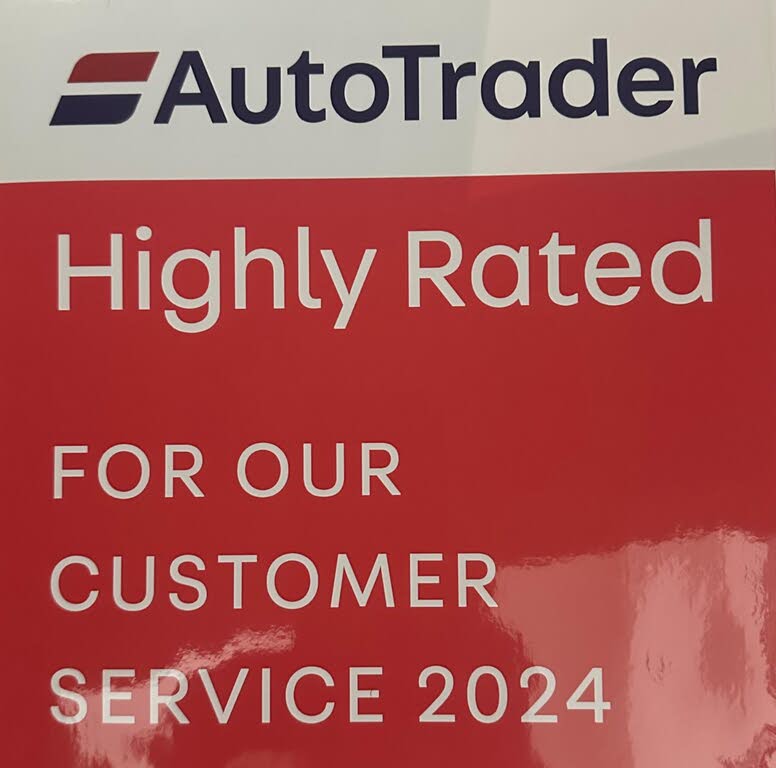 AutoTrader
Highly Rated
FOR OUR
CUSTOMER
SERVICE 2024